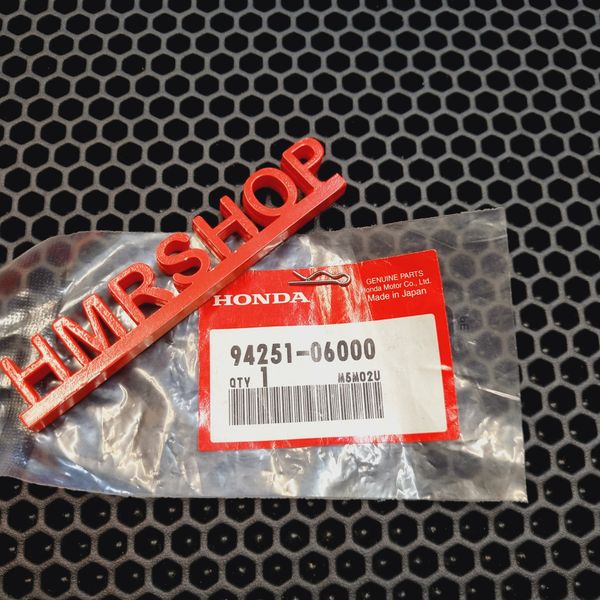 HMRSHOP
HONDA
GENUINE PARTS
Honda Motor Co., Ltd.
Made in Japan
94251-06000
QTY 1 M5M02U